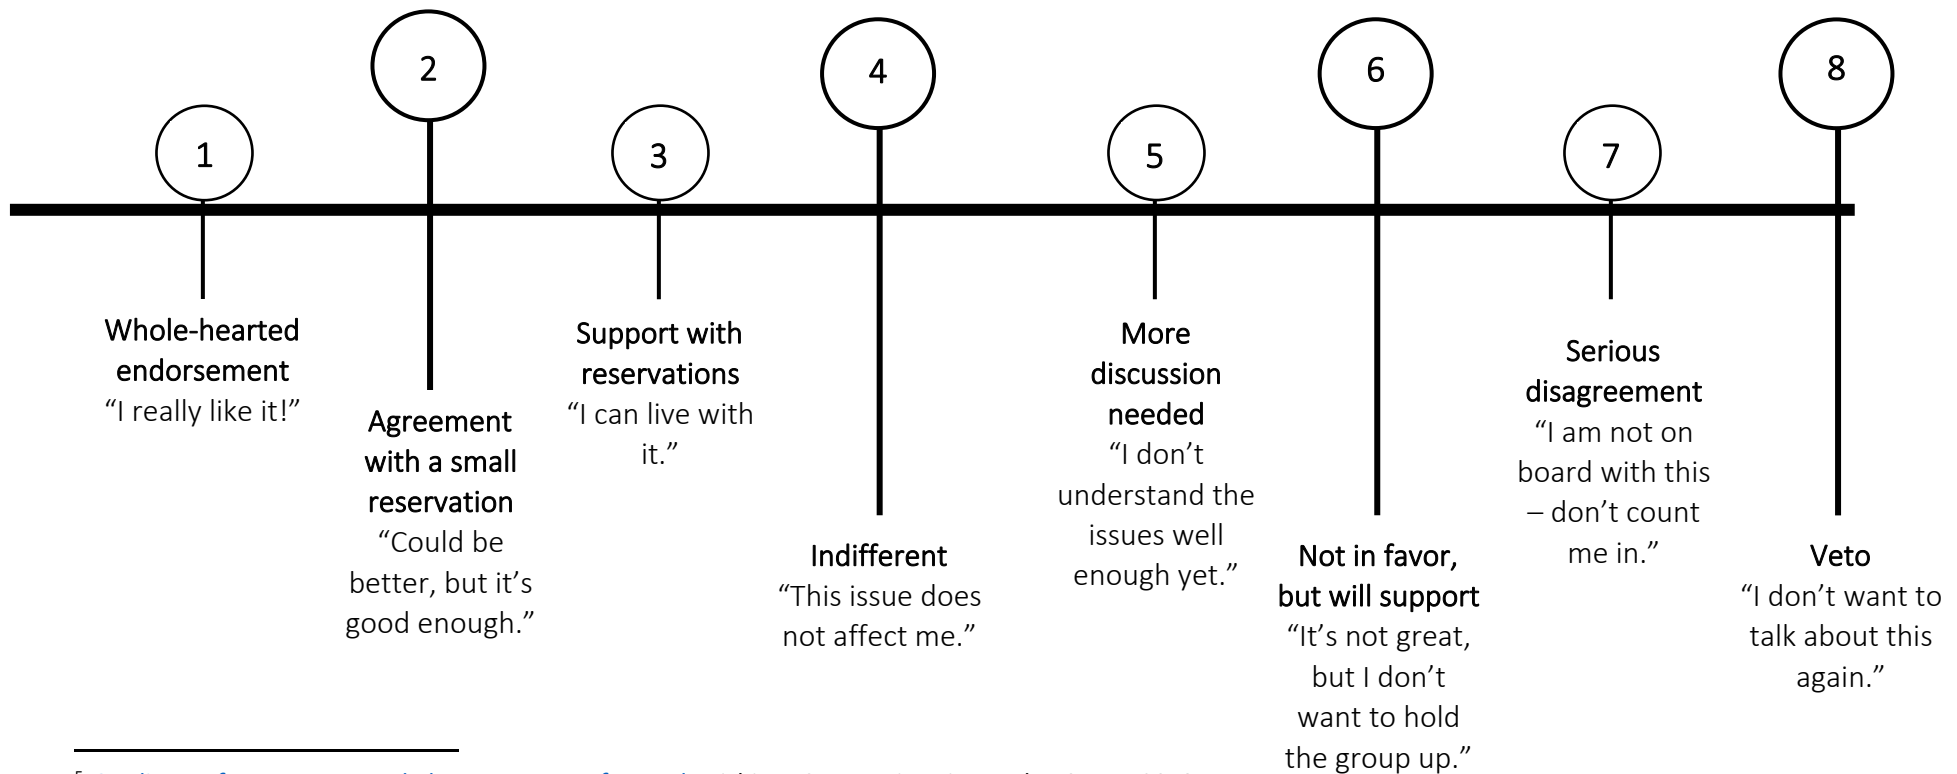 1
Whole-hearted
endorsement
“I really like it!”
2
Agreement
with a small
reservation
“Could be
better, but it’s
good enough.”
3
Support with
reservations
“I can live with
it.”
4
Indifferent
“This issue does
not affect me.”
5
More
discussion
needed
“I don’t
understand the
issues well
enough yet.”
6
Not in favor,
but will support
“It’s not great,
but I don’t
want to hold
the group up.”
7
Serious
disagreement
“I am not on
board with this
– don’t count
me in.”
8
Veto
“I don’t want to
talk about this
again.”